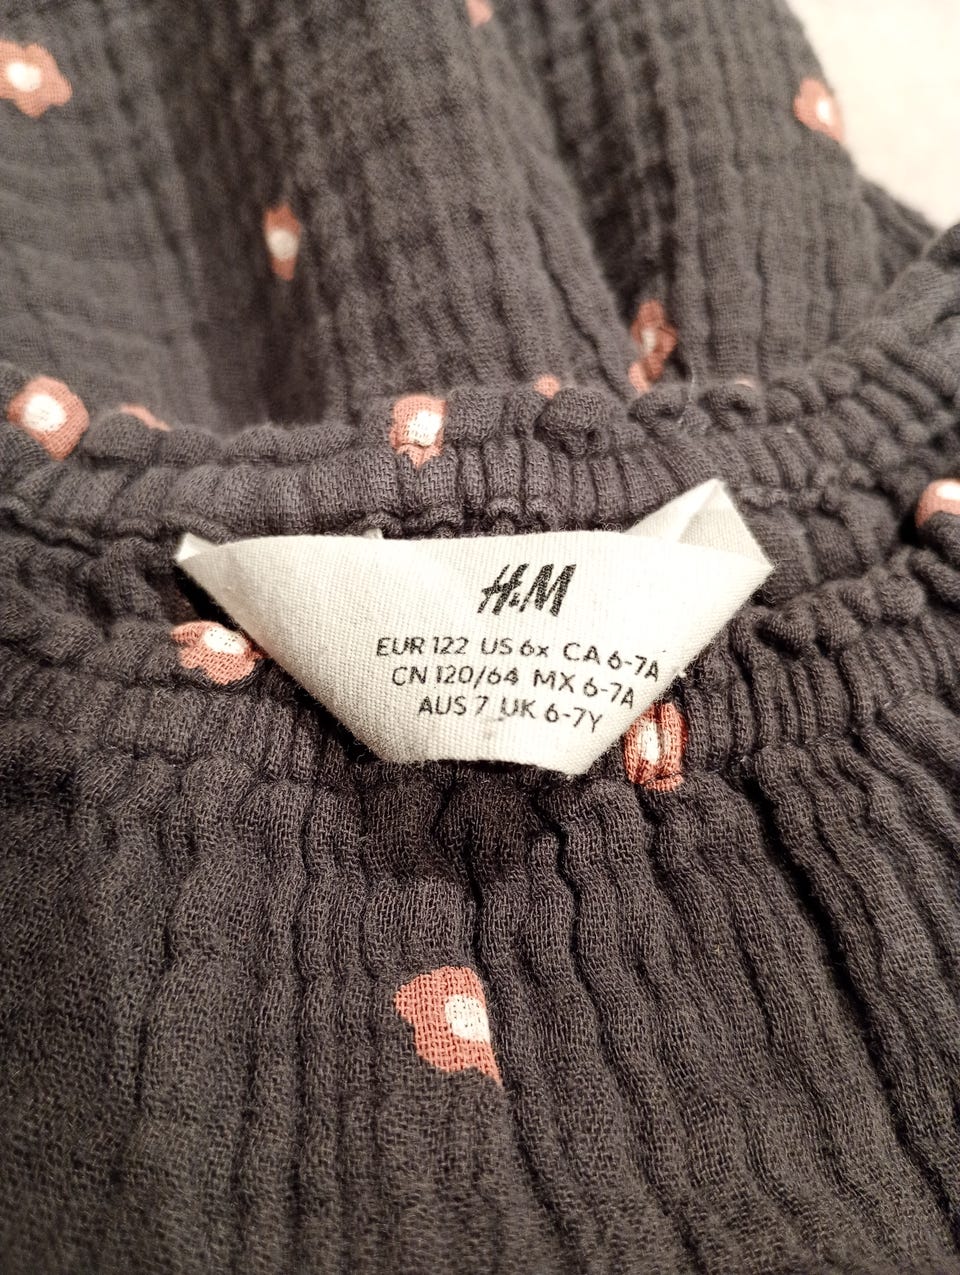 H&M
EUR 122 US 6x CA 6-7A
CN 120/64 MX 6-7A
AUS 7 UK 6-7Y